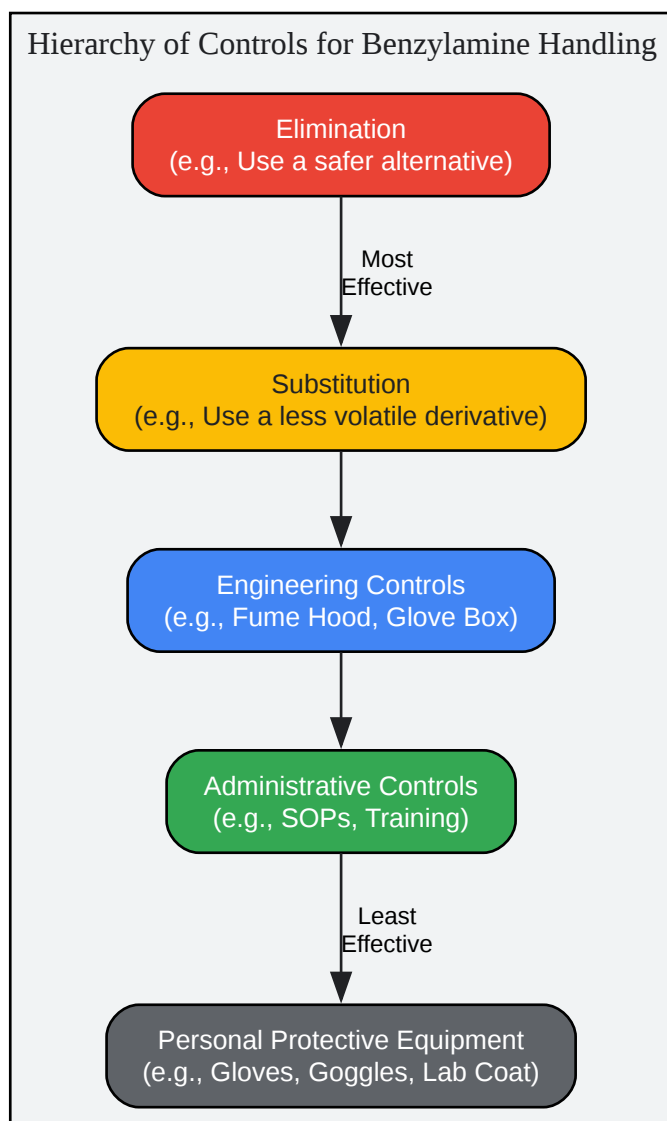 Hierarchy of Controls for Benzylamine Handling
Elimination
(e.g., Use a safer alternative)
Most
Effective
Substitution
(e.g., Use a less volatile derivative)
Engineering Controls
(e.g., Fume Hood, Glove Box)
Administrative Controls
(e.g., SOPs, Training)
Least
Effective
Personal Protective Equipment
(e.g., Gloves, Goggles, Lab Coat)